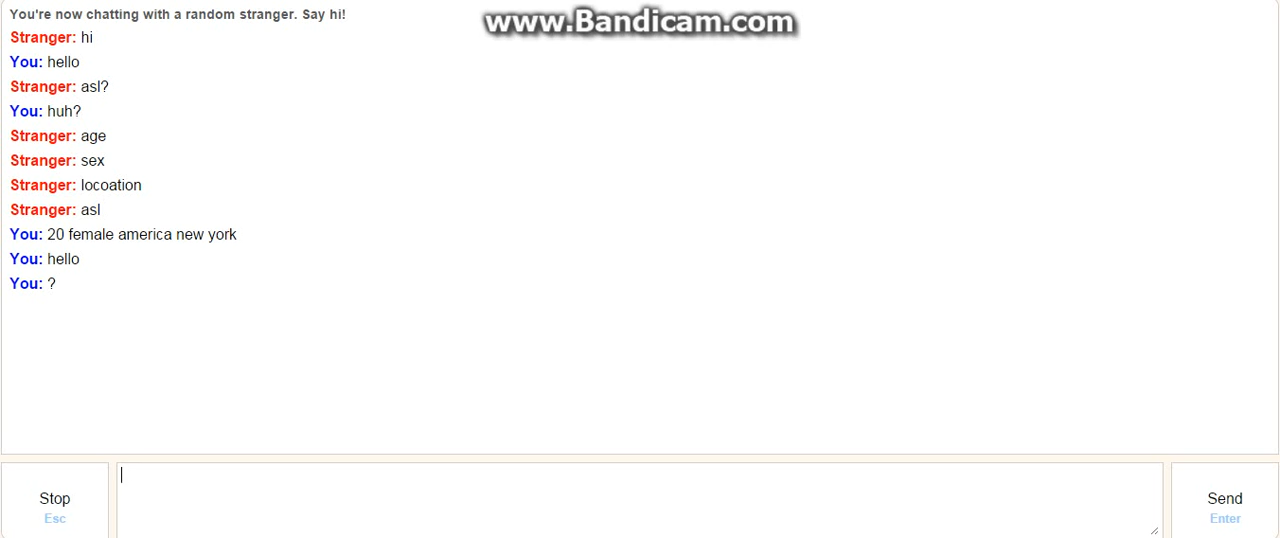 www.Bandicam.com
You're now chatting with a random stranger. Say hi!
Stranger: hi
You: hello
Stranger: asl?
You: huh?
Stranger: age
Stranger: sex
Stranger: locoation
Stranger: asl
You: 20 female america new york
You: hello
You: ?
Stop
Esc
Send
Enter